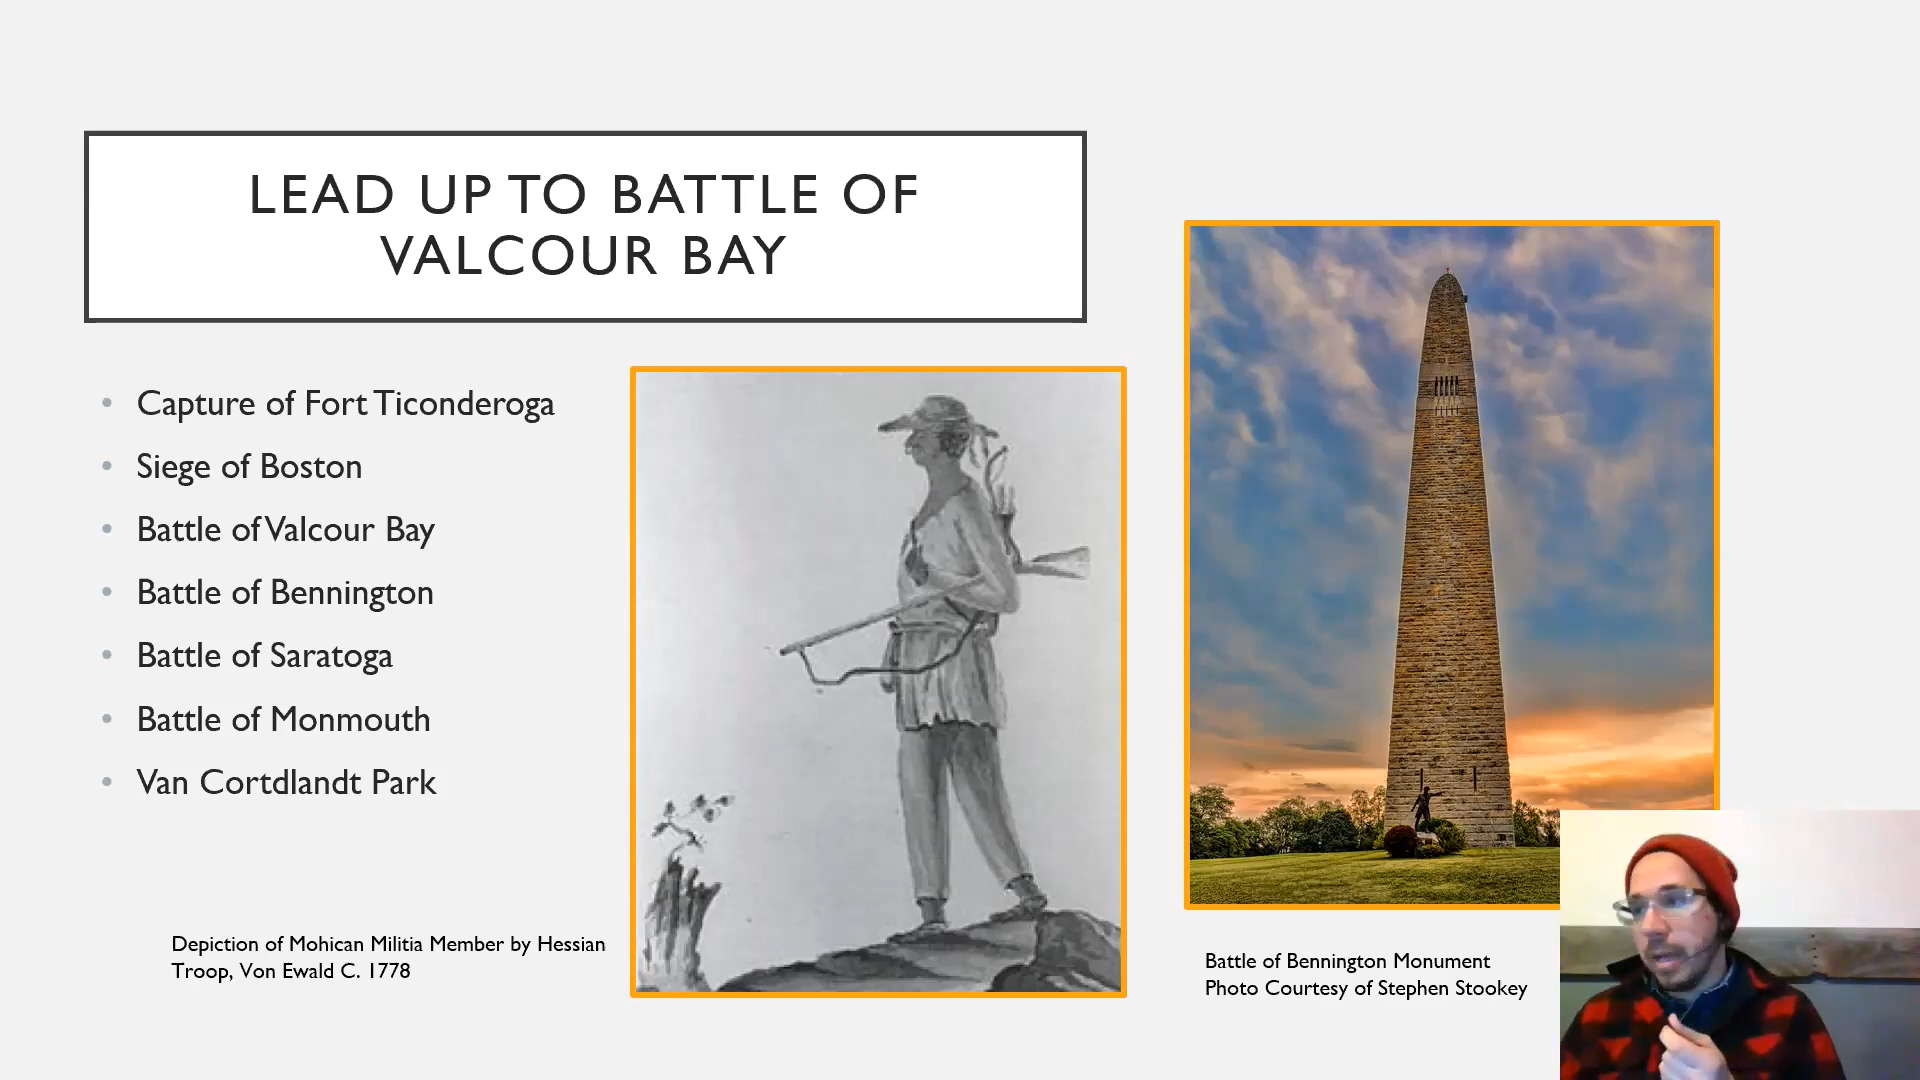 LEAD UP TO BATTLE OF
VALCOUR BAY
• Capture of Fort Ticonderoga
• Siege of Boston
• Battle of Valcour Bay
• Battle of Bennington
• Battle of Saratoga
• Battle of Monmouth
• Van Cortdlandt Park
Depiction of Mohican Militia Member by Hessian
Troop, Von Ewald C. 1778
Battle of Bennington Monument
Photo Courtesy of Stephen Stookey